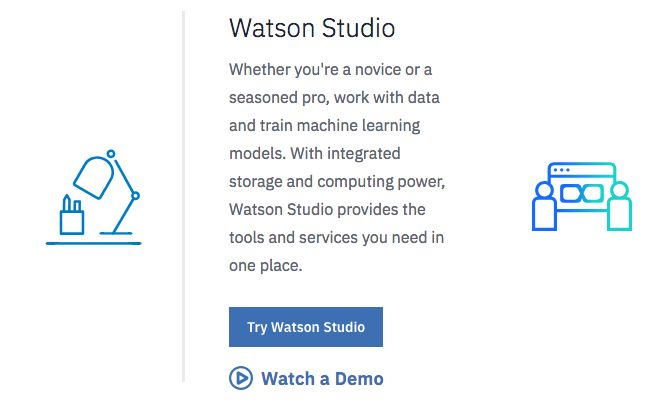 Watson Studio
Whether you're a novice or a
seasoned pro, work with data
and train machine learning
models. With integrated
storage and computing power,
Watson Studio provides the
tools and services you need in
one place.
Try Watson Studio
Watch a Demo